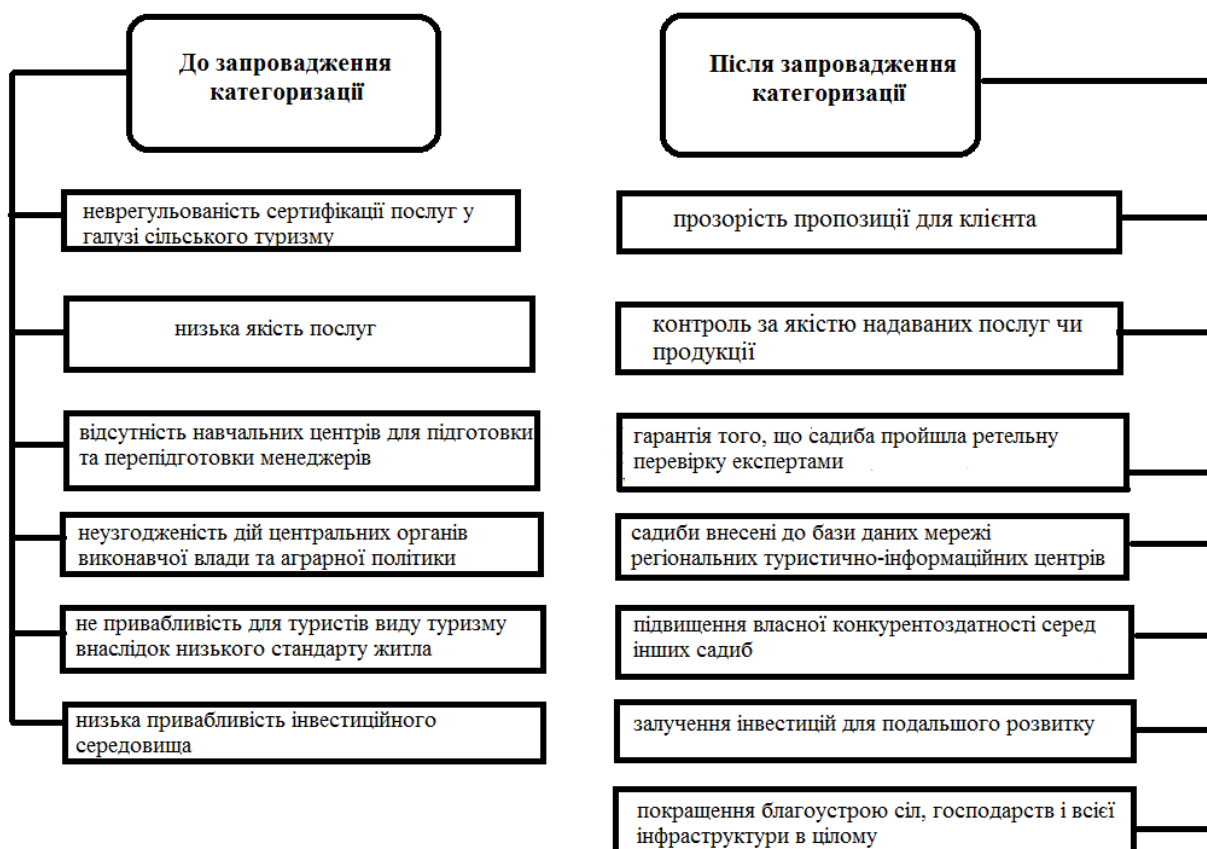 До запровадження
категоризації
неврегульованість сертифікації послуг у
галузі сільського туризму
низька якість послуг
відсутність навчальних центрів для підготовки
та перепідготовки менеджерів
неузгодженість дій центральних органів
виконавчої влади та аграрної політики
не привабливість для туристів виду туризму
внаслідок низького стандарту житла
низька привабливість інвестиційного
середовища
Після запровадження
категоризації
прозорість пропозиції для клієнта
контроль за якістю надаваних послуг чи
продукції
гарантія того, що садиба пройшла ретельну
перевірку експертами
садиби внесені до бази даних мережі
регіональних туристично-інформаційних центрів
підвищення власної конкурентоздатності серед
інших садиб
залучення інвестицій для подальшого розвитку
покращення благоустрою сіл, господарств і всієї
інфраструктури в цілому